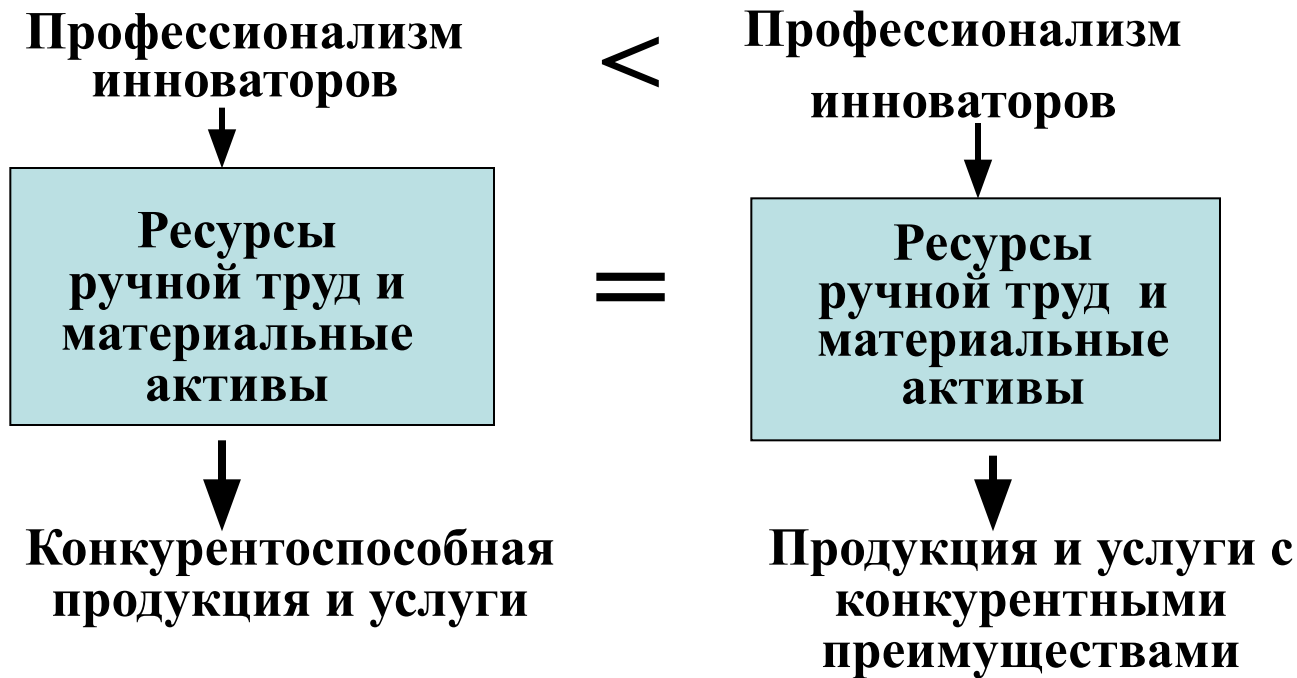 Профессионализм
инноваторов
<
Профессионализм
инноваторов
Ресурсы
ручной труд и
материальные
активы
=
Ресурсы
ручной труд и
материальные
активы
Конкурентоспособная
продукция и услуги
Продукция и услуги с
конкурентными
преимуществами